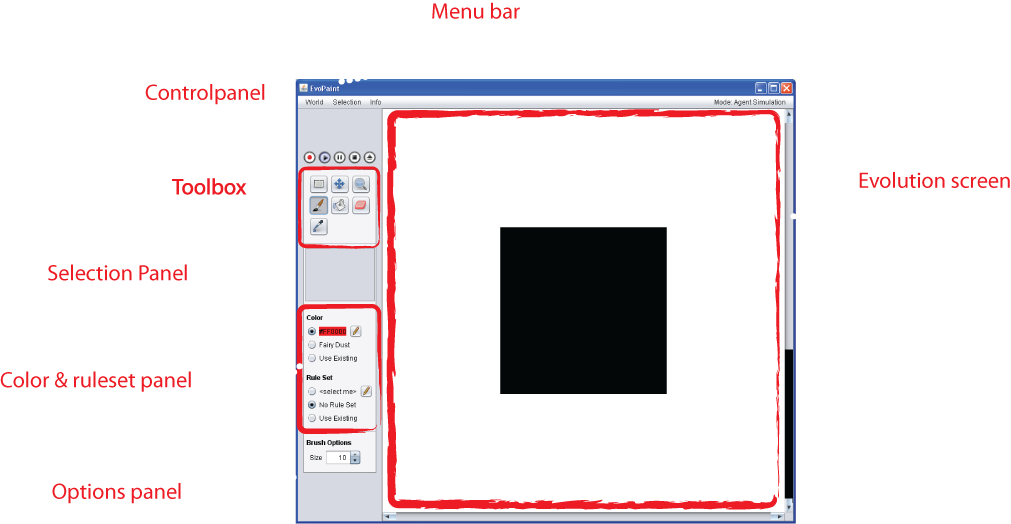 Menu bar
EvoPaint
Controlpanel
World Selection Info
Mode: Agent Simulation
Toolbox
Evolution screen
Selection Panel
Color
#FF0000
Fairy Dust
Use Existing
Color & ruleset panel
Rule Set
<select me>
No Rule Set
Use Existing
Brush Options
Size 10
Options panel